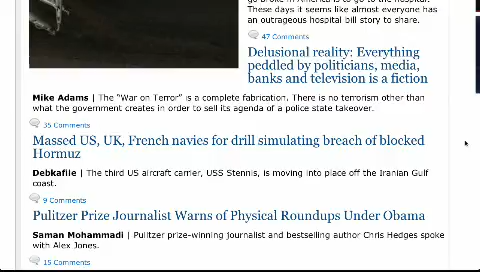 broke in America is to go to the hospital.
These days it seems like almost everyone has
an outrageous hospital bill story to share.
47 Comments
Delusional reality: Everything
peddled by politicians, media,
banks and television is a fiction
Mike Adams | The “War on Terror” is a complete fabrication. There is no terrorism other than
what the government creates in order to sell its agenda of a police state takeover.
35 Comments
Massed US, UK, French navies for drill simulating breach of blocked
Hormuz
Debkafile | The third US aircraft carrier, USS Stennis, is moving into place off the Iranian Gulf
coast.
9 Comments
Pulitzer Prize Journalist Warns of Physical Roundups Under Obama
Saman Mohammadi | Pulitzer prize-winning journalist and bestselling author Chris Hedges spoke
with Alex Jones.
15 Comments